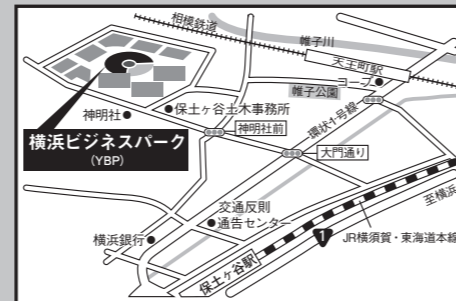 相模鉄道
帷子川
天王町駅
コープ
帷子公園
保土ヶ谷土木事務所
神明社
環状1号線
神明社前
横浜ビジネスパーク
(YBP)
大門通り
至横浜
交通反則
通告センター
1
横浜銀行
JR横須賀・東海道本線
保土ヶ谷駅